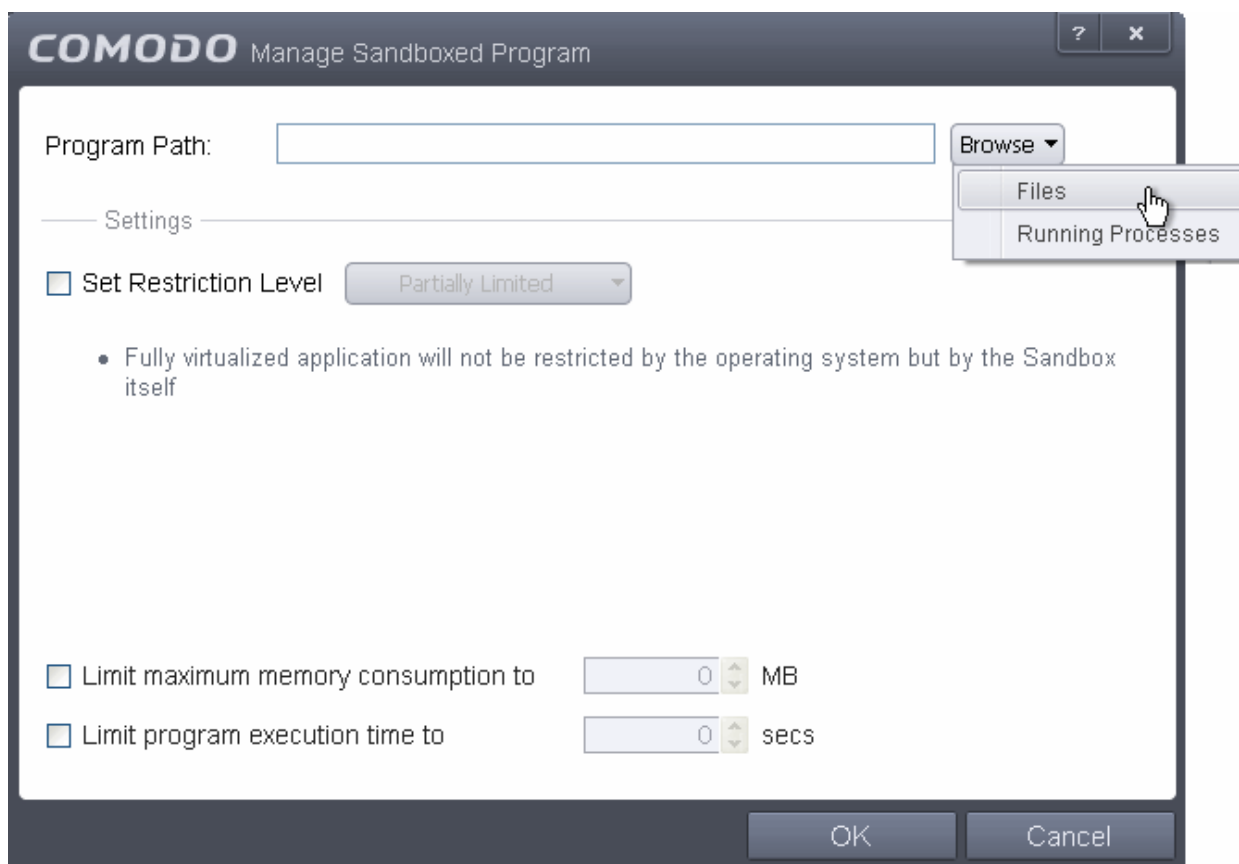 COMODO Manage Sandboxed Program
?
×
Program Path:
Browse
Files
Running Processes
Settings
Set Restriction Level
Partially Limited
• Fully virtualized application will not be restricted by the operating system but by the Sandbox
itself
Limit maximum memory consumption to 0 MB
Limit program execution time to 0 secs
OK
Cancel